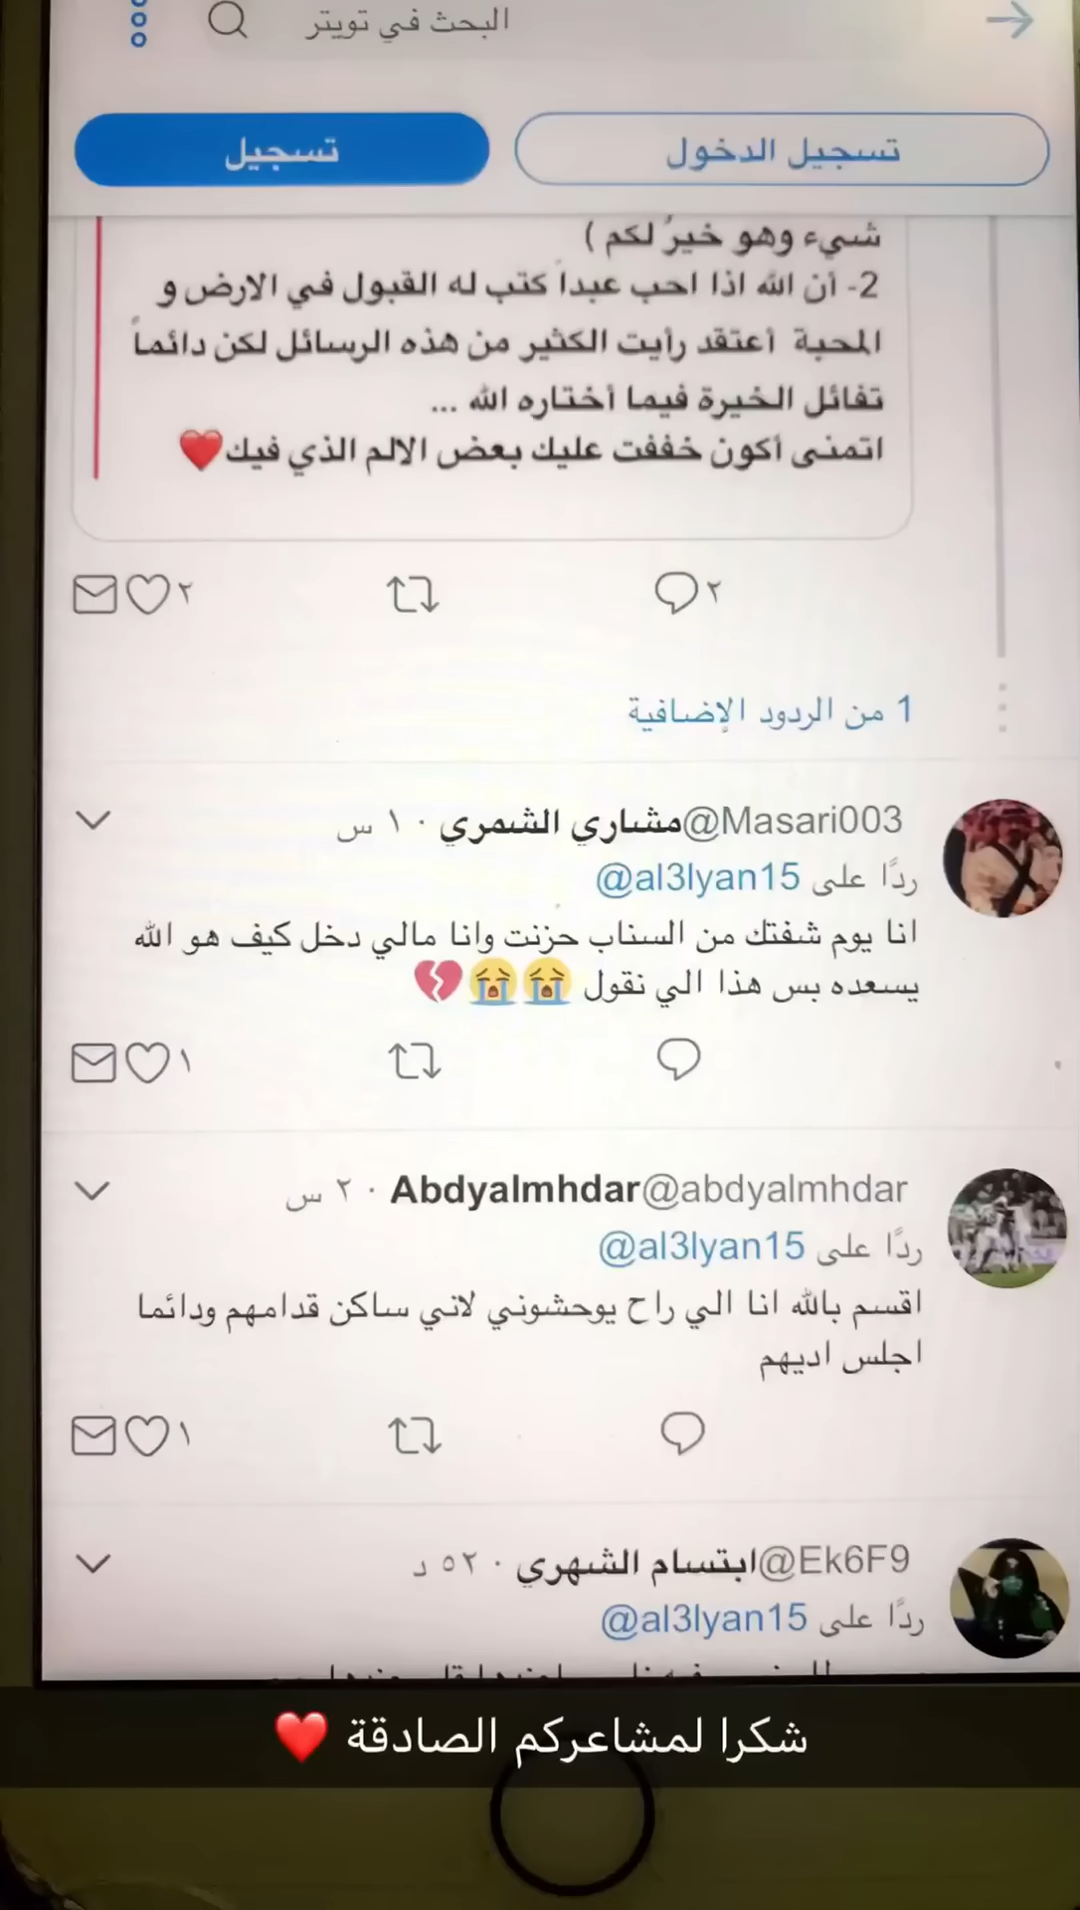 البحث في تويتر
تسجيل الدخول
تسجيل
شيء وهو خيرٌ لكم )
2- أن الله اذا احب عبداً كتب له القبول في الارض و
المحبة أعتقد رأيت الكثير من هذه الرسائل لكن دائماً
تفائل الخيرة فيما أختاره الله ...
اتمنى أكون خففت عليك بعض الالم الذي فيك❤️
٢
٢
1 من الردود الإضافية
مشاري الشمري@Masari003 · ١ س
ردًا على @al3lyan15
انا يوم شفتك من السناب حزنت وانا مالي دخل كيف هو الله
يسعده بس هذا الي نقول 😭😭💔
١
Abdyalmhdar@abdyalmhdar · ٢ س
ردًا على @al3lyan15
اقسم بالله انا الي راح يوحشوني لاني ساكن قدامهم ودائما
اجلس اديهم
١
ابتسام الشهري@Ek6F9 · ٥٢ د
ردًا على @al3lyan15
شكرا لمشاعركم الصادقة ❤️